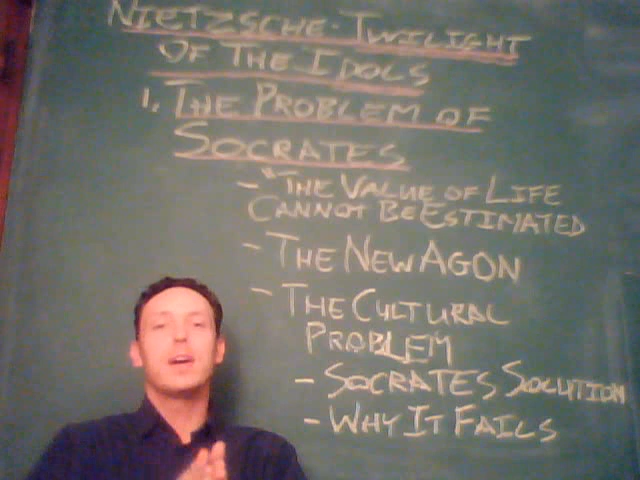 NIETZSCHE - TWILIGHT
OF THE IDOLS
1. THE PROBLEM OF
SOCRATES
- "THE VALUE OF LIFE
CANNOT BE ESTIMATED
- THE NEW AGON
- THE CULTURAL
PROBLEM
- SOCRATES SOLUTION
- WHY IT FAILS